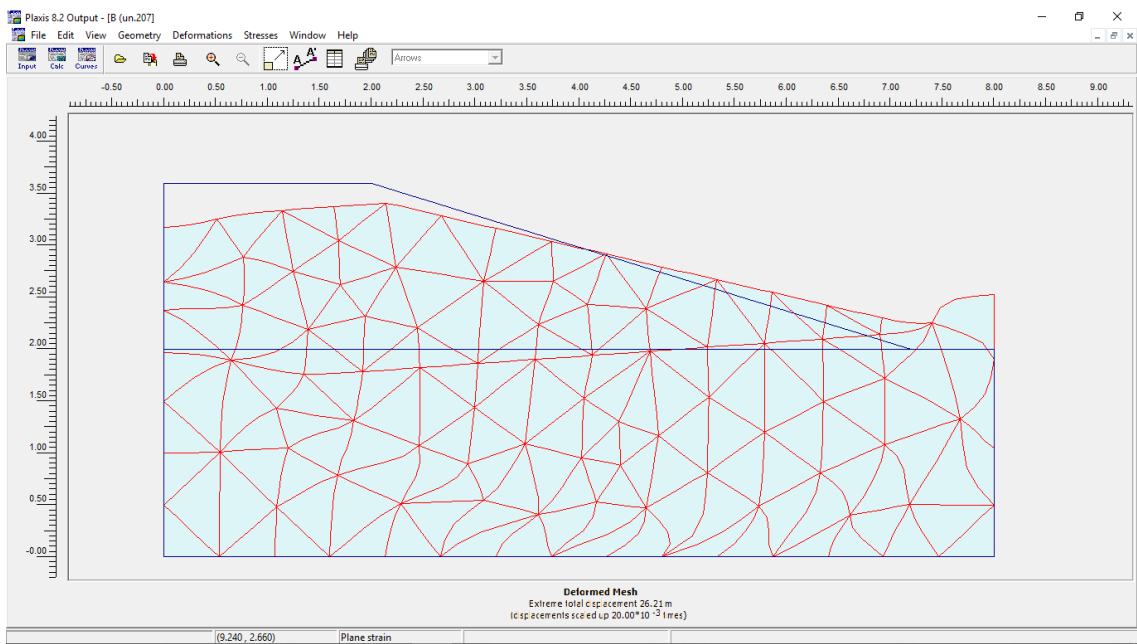 Plaxis 8.2 Output - [B (un.207]
File Edit View Geometry Deformations Stresses Window Help
Input Calc Curves A A' Arrows
-0.50 0.00 0.50 1.00 1.50 2.00 2.50 3.00 3.50 4.00 4.50 5.00 5.50 6.00 6.50 7.00 7.50 8.00 8.50 9.00
4.00
3.50
3.00
2.50
2.00
1.50
1.00
0.50
-0.00
Deformed Mesh
Extreme total displacement 26.21 m
(displacements scaled up 20.00*10 -3 times)
(9.240 , 2.660) Plane strain